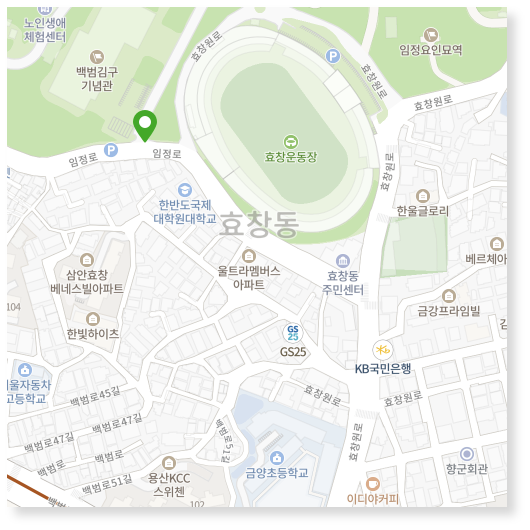 노인생애
체험센터
효창원로
백범김구
기념관
효창원로
임정요인묘역
P
효창원로
임정로
P
임정로
효창운동장
효창원로
한반도국제
대학원대학교
효창동
한울글로리
삼안효창
베네스빌아파트
울트라멤버스
아파트
효창동
주민센터
베르체아
104
한빛하이츠
GS
25
GS25
금강프라임빌
KB국민은행
울자동차
고등학교
백범로45길
효창원로
효창원로
백범로47길
백범로47길
백범로
백범로
백범로51길
백범로51길
용산KCC
스위첸
102
금양초등학교
효창원로
향군회관
이디야커피